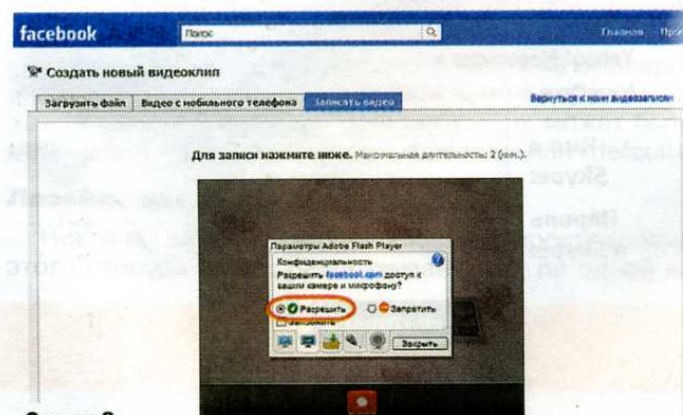 facebook Поиск Главная
Создать новый видеоклип
Загрузить файл Видео с мобильного телефона Записать видео Вернуться к моим видеозаписям
Для записи нажмите ниже. Максимальная длительность: 2 (мин.).
Параметры Adobe Flash Player
Конфиденциальность
Разрешить facebook.com доступ к
вашим камере и микрофону?
Разрешить Запретить
Запомнить
Закрыть